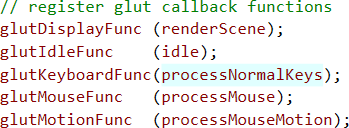 // register glut callback functions
glutDisplayFunc (renderScene);
glutIdleFunc    (idle);
glutKeyboardFunc(processNormalKeys);
glutMouseFunc   (processMouse);
glutMotionFunc  (processMouseMotion);